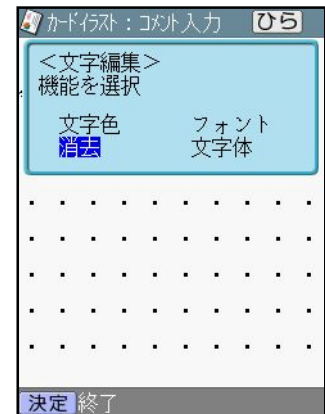 カードイラスト：コメント入力 ひら
＜文字編集＞
機能を選択
文字色 フォント
消去 文字体
決定 終了